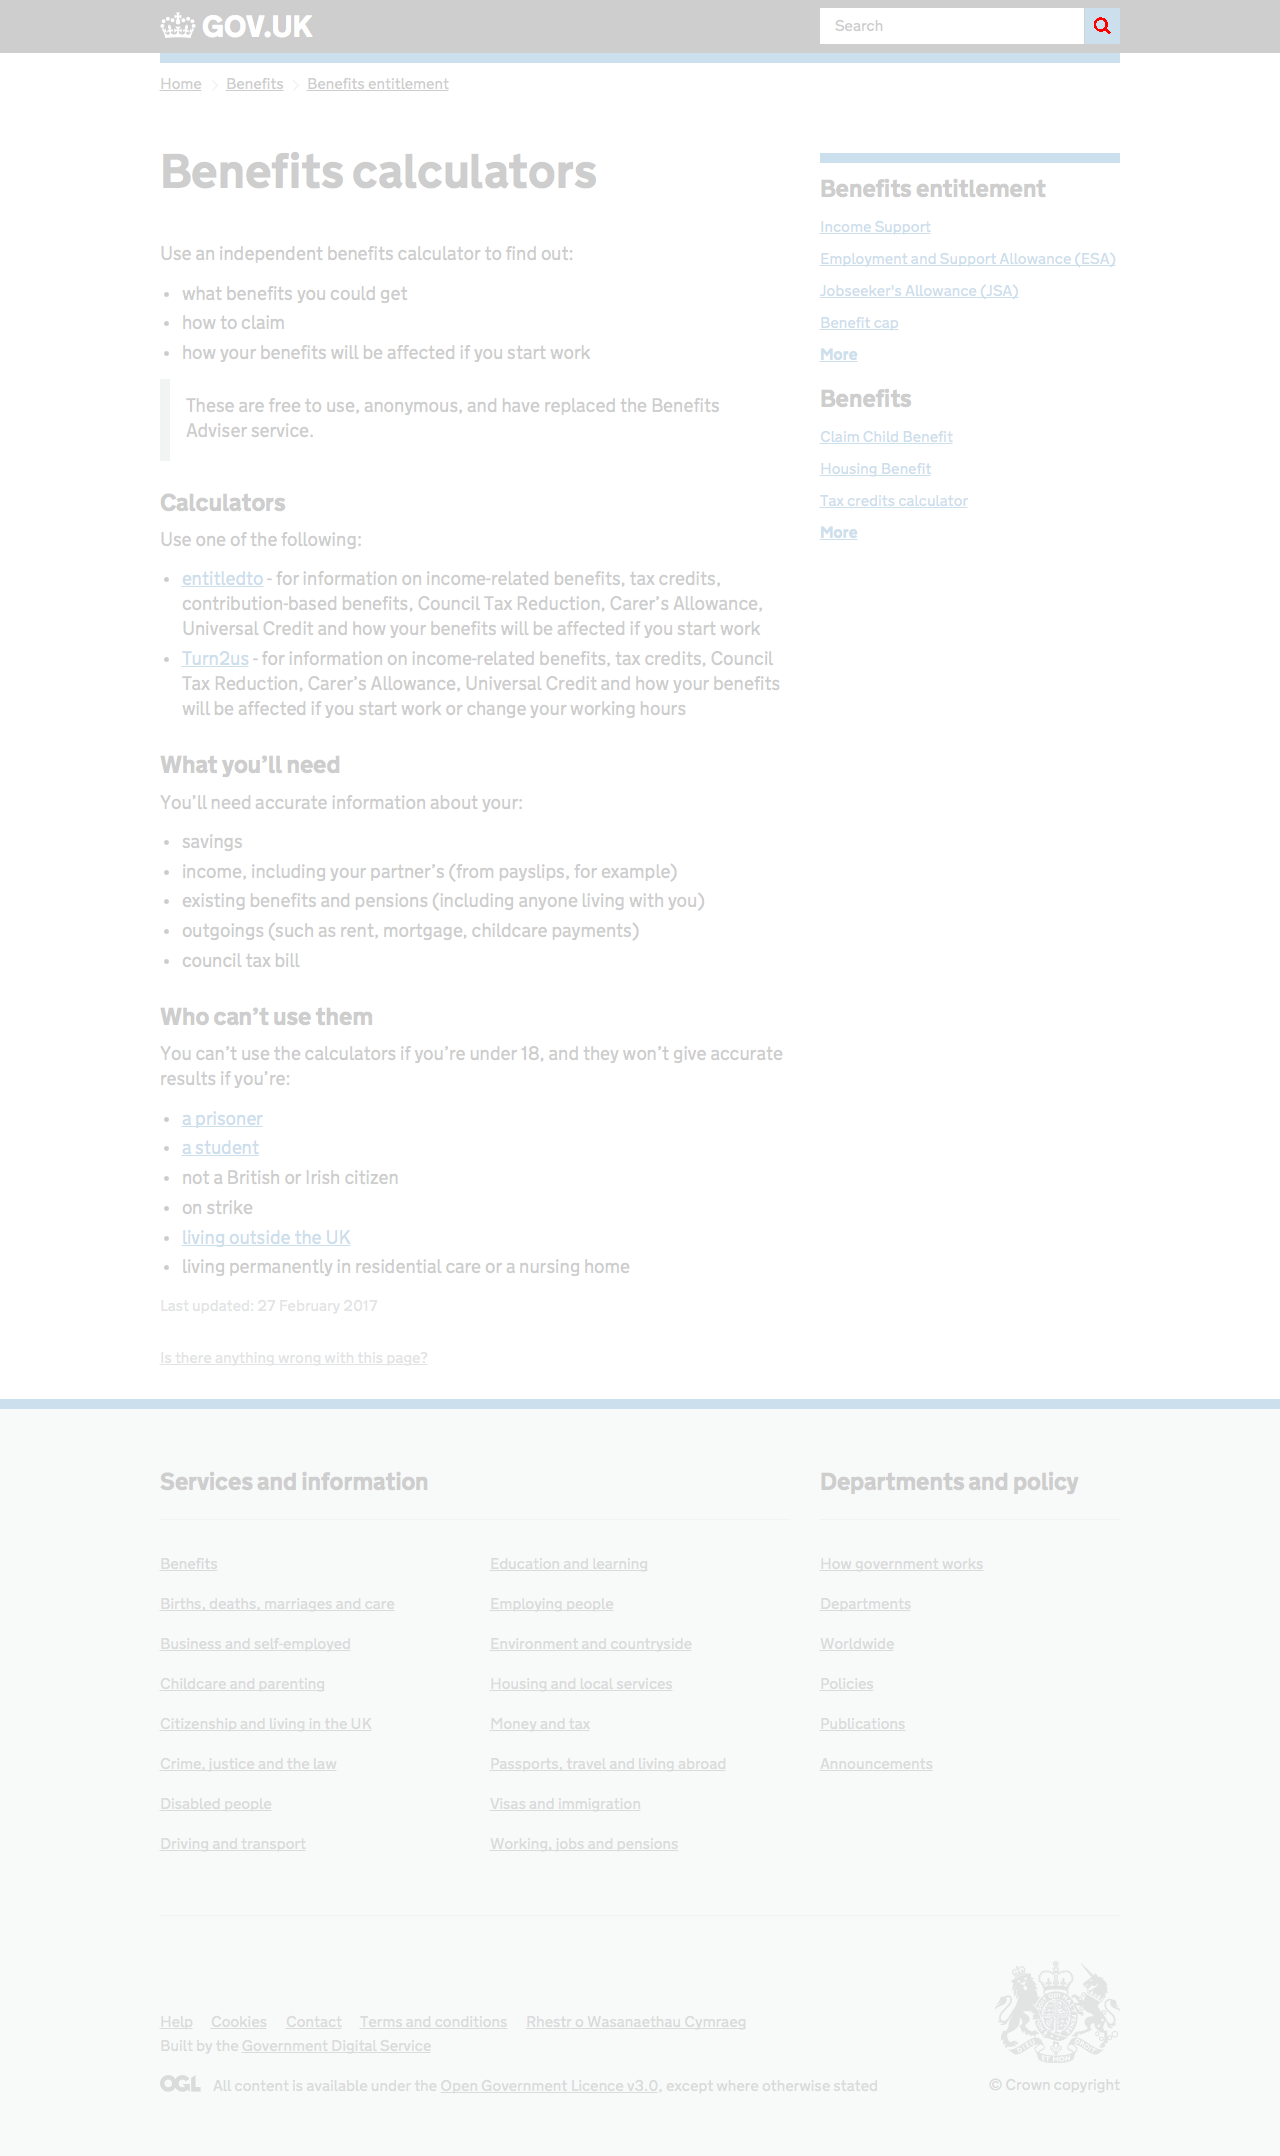 GOV.UK
Search
Home
Benefits
Benefits entitlement
Benefits calculators
Use an independent benefits calculator to find out:
• what benefits you could get
• how to claim
• how your benefits will be affected if you start work
These are free to use, anonymous, and have replaced the Benefits
Adviser service.
Calculators
Use one of the following:
• entitledto - for information on income-related benefits, tax credits,
contribution-based benefits, Council Tax Reduction, Carer’s Allowance,
Universal Credit and how your benefits will be affected if you start work
• Turn2us - for information on income-related benefits, tax credits, Council
Tax Reduction, Carer’s Allowance, Universal Credit and how your benefits
will be affected if you start work or change your working hours
What you’ll need
You’ll need accurate information about your:
• savings
• income, including your partner’s (from payslips, for example)
• existing benefits and pensions (including anyone living with you)
• outgoings (such as rent, mortgage, childcare payments)
• council tax bill
Who can’t use them
You can’t use the calculators if you’re under 18, and they won’t give accurate
results if you’re:
• a prisoner
• a student
• not a British or Irish citizen
• on strike
• living outside the UK
• living permanently in residential care or a nursing home
Last updated: 27 February 2017
Is there anything wrong with this page?
Benefits entitlement
Income Support
Employment and Support Allowance (ESA)
Jobseeker's Allowance (JSA)
Benefit cap
More
Benefits
Claim Child Benefit
Housing Benefit
Tax credits calculator
More
Services and information
Benefits
Births, deaths, marriages and care
Business and self-employed
Childcare and parenting
Citizenship and living in the UK
Crime, justice and the law
Disabled people
Driving and transport
Education and learning
Employing people
Environment and countryside
Housing and local services
Money and tax
Passports, travel and living abroad
Visas and immigration
Working, jobs and pensions
Departments and policy
How government works
Departments
Worldwide
Policies
Publications
Announcements
Help Cookies Contact Terms and conditions Rhestr o Wasanaethau Cymraeg
Built by the Government Digital Service
OGL All content is available under the Open Government Licence v3.0, except where otherwise stated
© Crown copyright